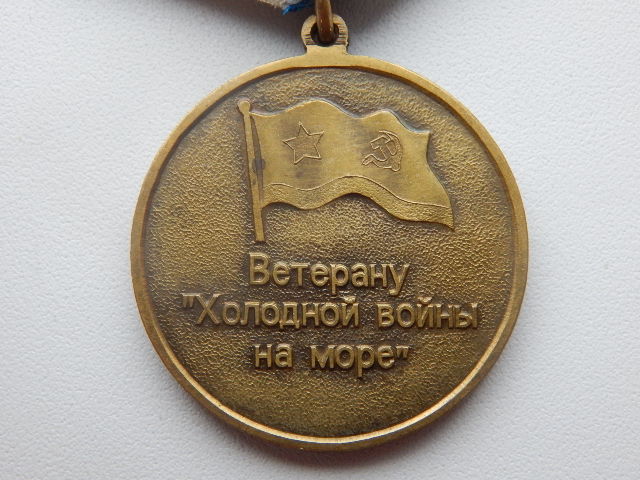 Ветерану
"Холодной войны
на море"